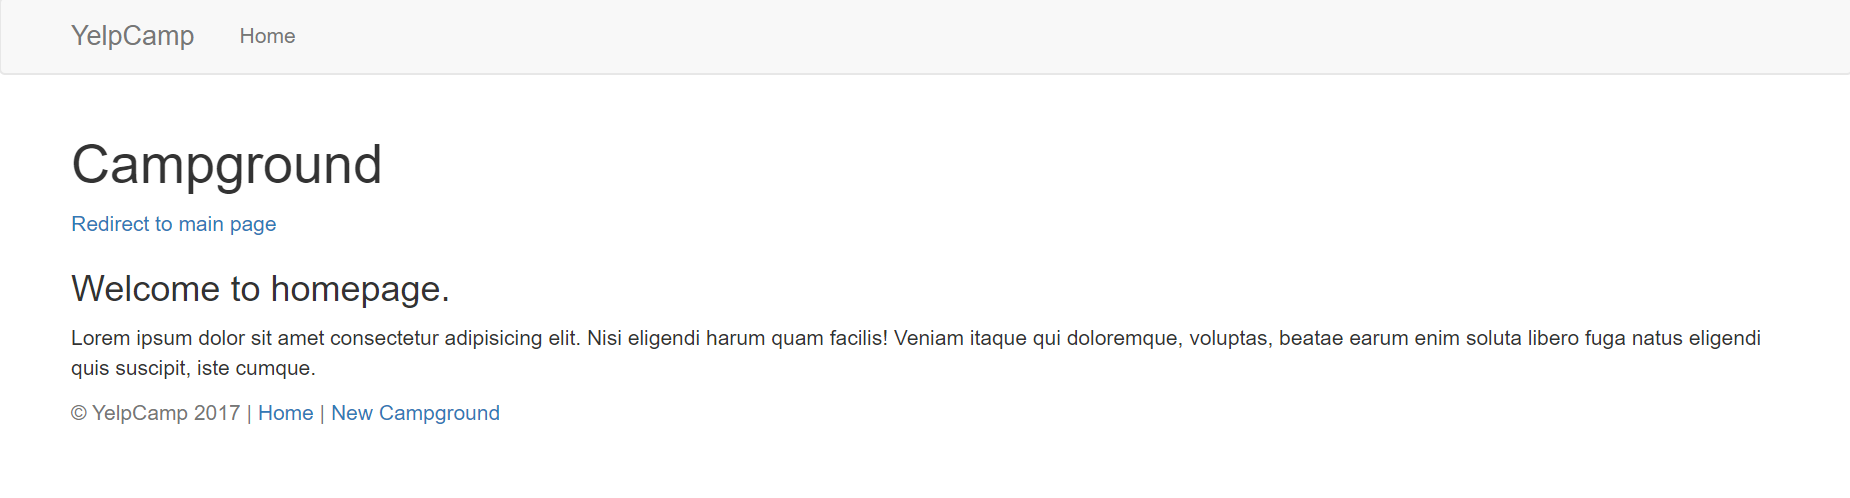 YelpCamp Home
Campground
Redirect to main page
Welcome to homepage.
Lorem ipsum dolor sit amet consectetur adipisicing elit. Nisi eligendi harum quam facilis! Veniam itaque qui doloremque, voluptas, beatae earum enim soluta libero fuga natus eligendi
quis suscipit, iste cumque.
© YelpCamp 2017 | Home | New Campground